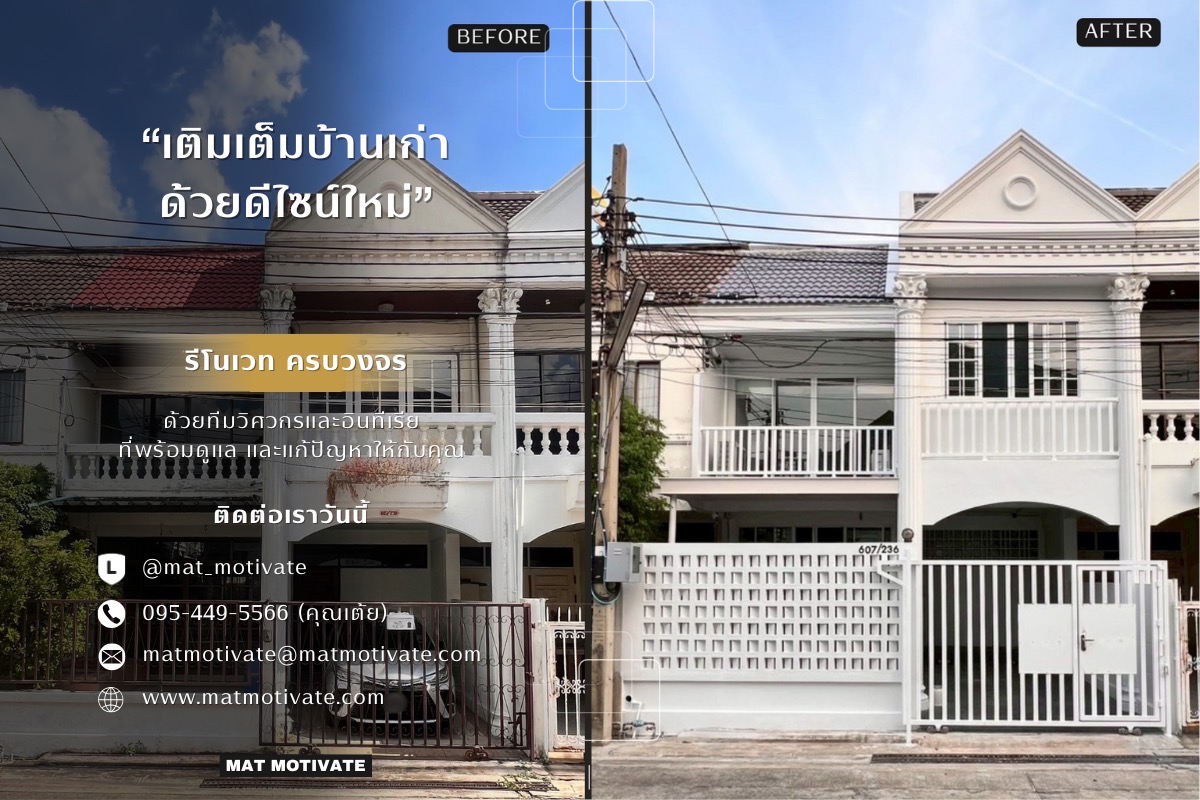 BEFORE
AFTER
“เติมเต็มบ้านเก่า
ด้วยดีไซน์ใหม่”
รีโนเวท ครบวงจร
ด้วยทีมวิศวกรและอินทีเรีย
ที่พร้อมดูแล และแก้ปัญหาให้กับคุณ
ติดต่อเราวันนี้
L
@mat_motivate
095-449-5566 (คุณเต้ย)
matmotivate@matmotivate.com
www.matmotivate.com
MAT MOTIVATE
607/236